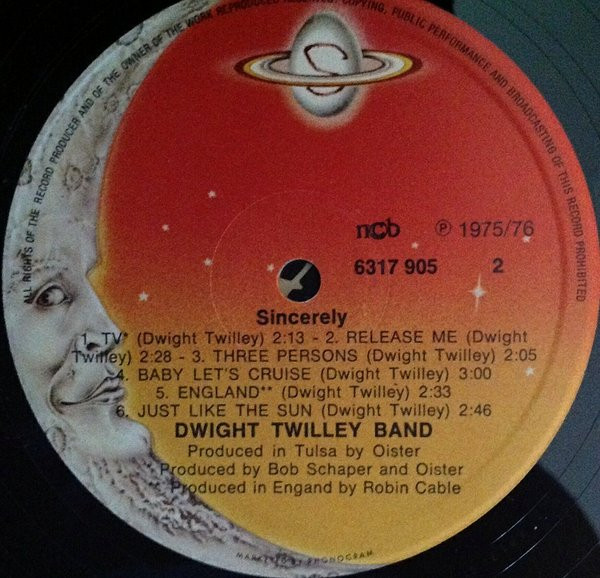 ALL RIGHTS OF THE RECORD PRODUCER AND OF THE OWNER OF THE WORK REPRODUCED COPYING, PUBLIC PERFORMANCE AND BROADCASTING OF THIS RECORD PROHIBITED
S
ncb ℗ 1975/76
6317 905 2
Sincerely
1. TV* (Dwight Twilley) 2:13 - 2. RELEASE ME (Dwight
Twilley) 2:28 - 3. THREE PERSONS (Dwight Twilley) 2:05
4. BABY LET'S CRUISE (Dwight Twilley) 3:00
5. ENGLAND** (Dwight Twilley) 2:33
6. JUST LIKE THE SUN (Dwight Twilley) 2:46
DWIGHT TWILLEY BAND
Produced in Tulsa by Oister
Produced by Bob Schaper and Oister
Produced in Engand by Robin Cable
MARKETED BY PHONOGRAM